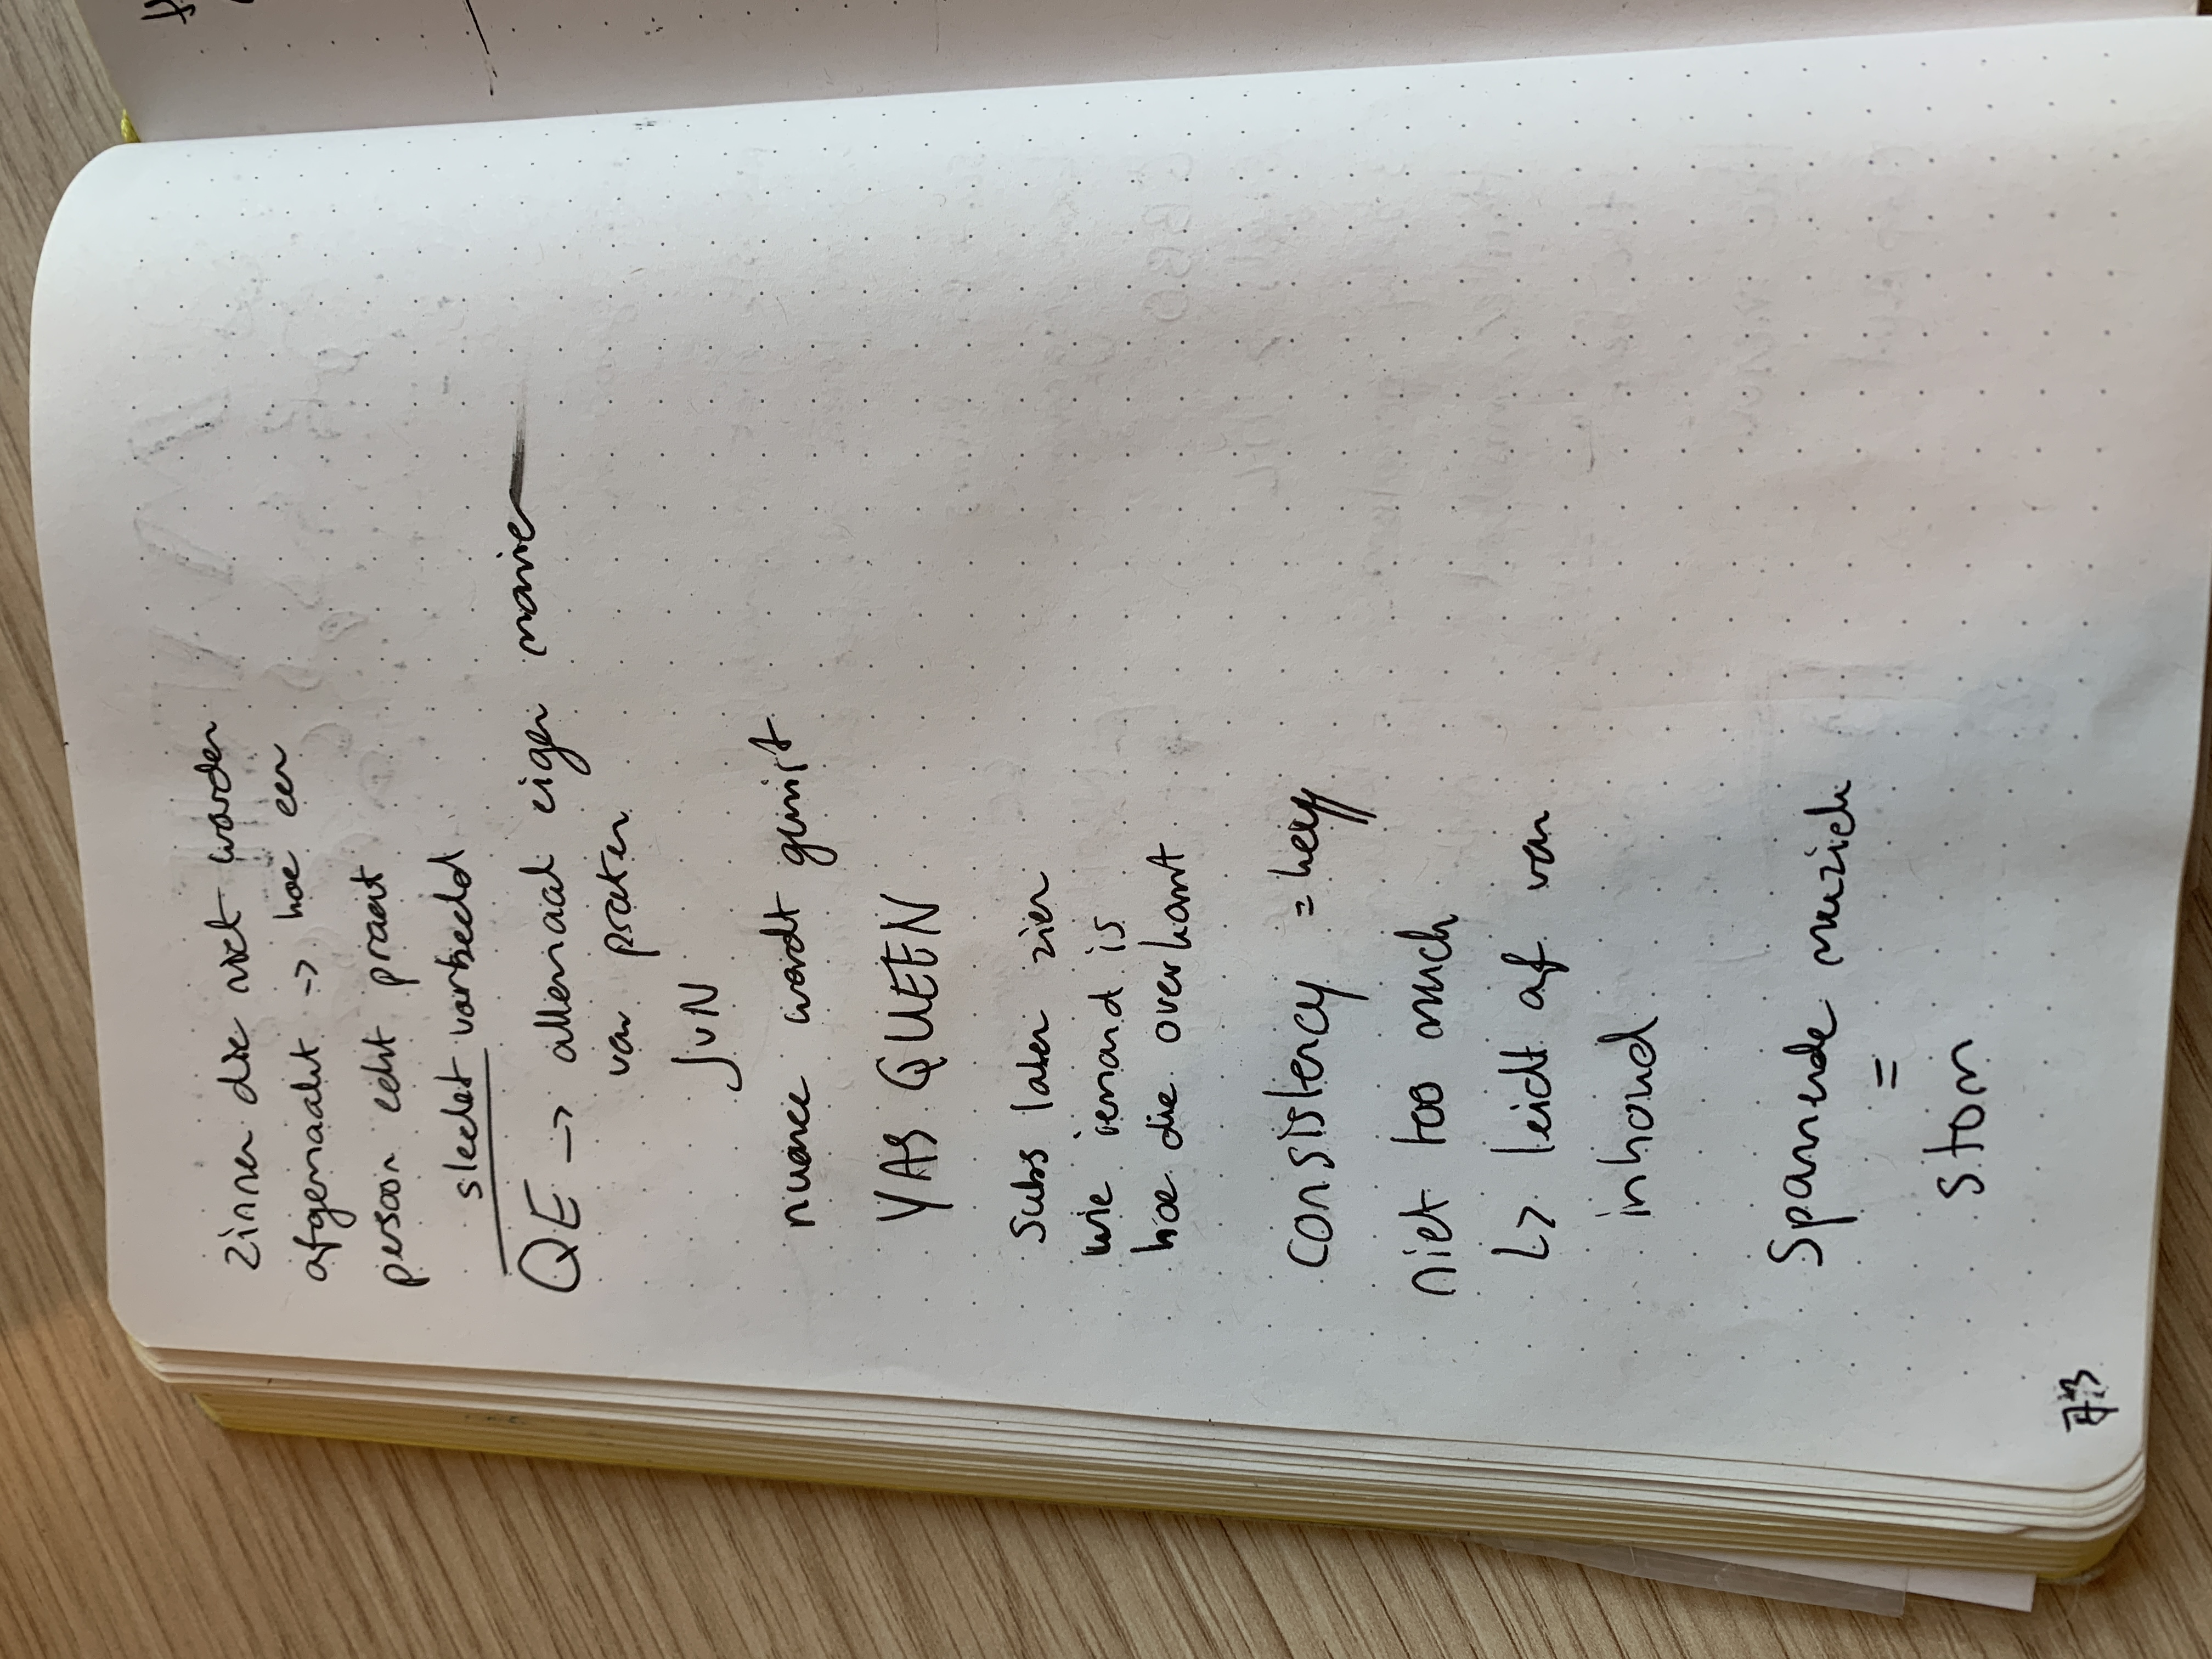 zinnen die niet worden
afgemaakt -> hoe een
persoon echt praat
slecht voorbeeld
QE -> allemaal eigen manier
van praten
JVN
nuance wordt gemist
YAS QUEEN
Subs laten zien
wie iemand is
hoe die overkomt
consistency = key
niet too much
↳ leidt af van
inhoud
Spannende muziek
=
stom
73